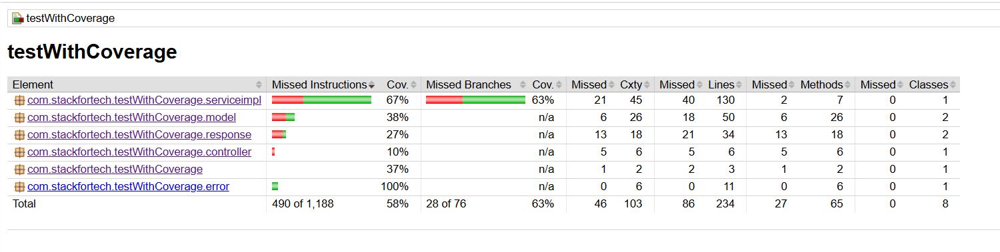 testWithCoverage
testWithCoverage
Element Missed Instructions Cov. Missed Branches Cov. Missed Cxty Missed Lines Missed Methods Missed Classes
com.stackfortech.testWithCoverage.serviceimpl 67% 63% 21 45 40 130 2 7 0 1
com.stackfortech.testWithCoverage.model 38% n/a 6 26 18 50 6 26 0 2
com.stackfortech.testWithCoverage.response 27% n/a 13 18 21 34 13 18 0 2
com.stackfortech.testWithCoverage.controller 10% n/a 5 6 5 6 5 6 0 1
com.stackfortech.testWithCoverage 37% n/a 1 2 2 3 1 2 0 1
com.stackfortech.testWithCoverage.error 100% n/a 0 6 0 11 0 6 0 1
Total 490 of 1,188 58% 28 of 76 63% 46 103 86 234 27 65 0 8